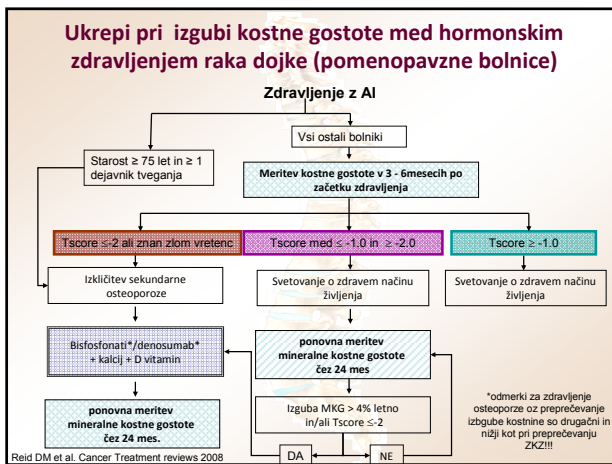 Ukrepi pri izgubi kostne gostote med hormonskim
zdravljenjem raka dojke (pomenopavzne bolnice)
Zdravljenje z AI
Starost ≥ 75 let in ≥ 1
dejavnik tveganja
Vsi ostali bolniki
Meritev kostne gostote v 3 - 6mesecih po
začetku zdravljenja
Tscore ≤-2 ali znan zlom vretenc
Tscore med ≤ -1.0 in ≥ -2.0
Tscore ≥ -1.0
Izključitev sekundarne
osteoporoze
Svetovanje o zdravem načinu
življenja
Svetovanje o zdravem načinu
življenja
Bisfosfonati*/denosumab*
+ kalcij + D vitamin
ponovna meritev
mineralne kostne gostote
čez 24 mes
ponovna meritev
mineralne kostne gostote
čez 24 mes.
Izguba MKG > 4% letno
in/ali Tscore ≤-2
DA
NE
*odmerki za zdravljenje
osteoporze oz preprečevanje
izbgube kostnine so drugačni in
nižji kot pri preprečevanju
ZKZ!!!
Reid DM et al. Cancer Treatment reviews 2008